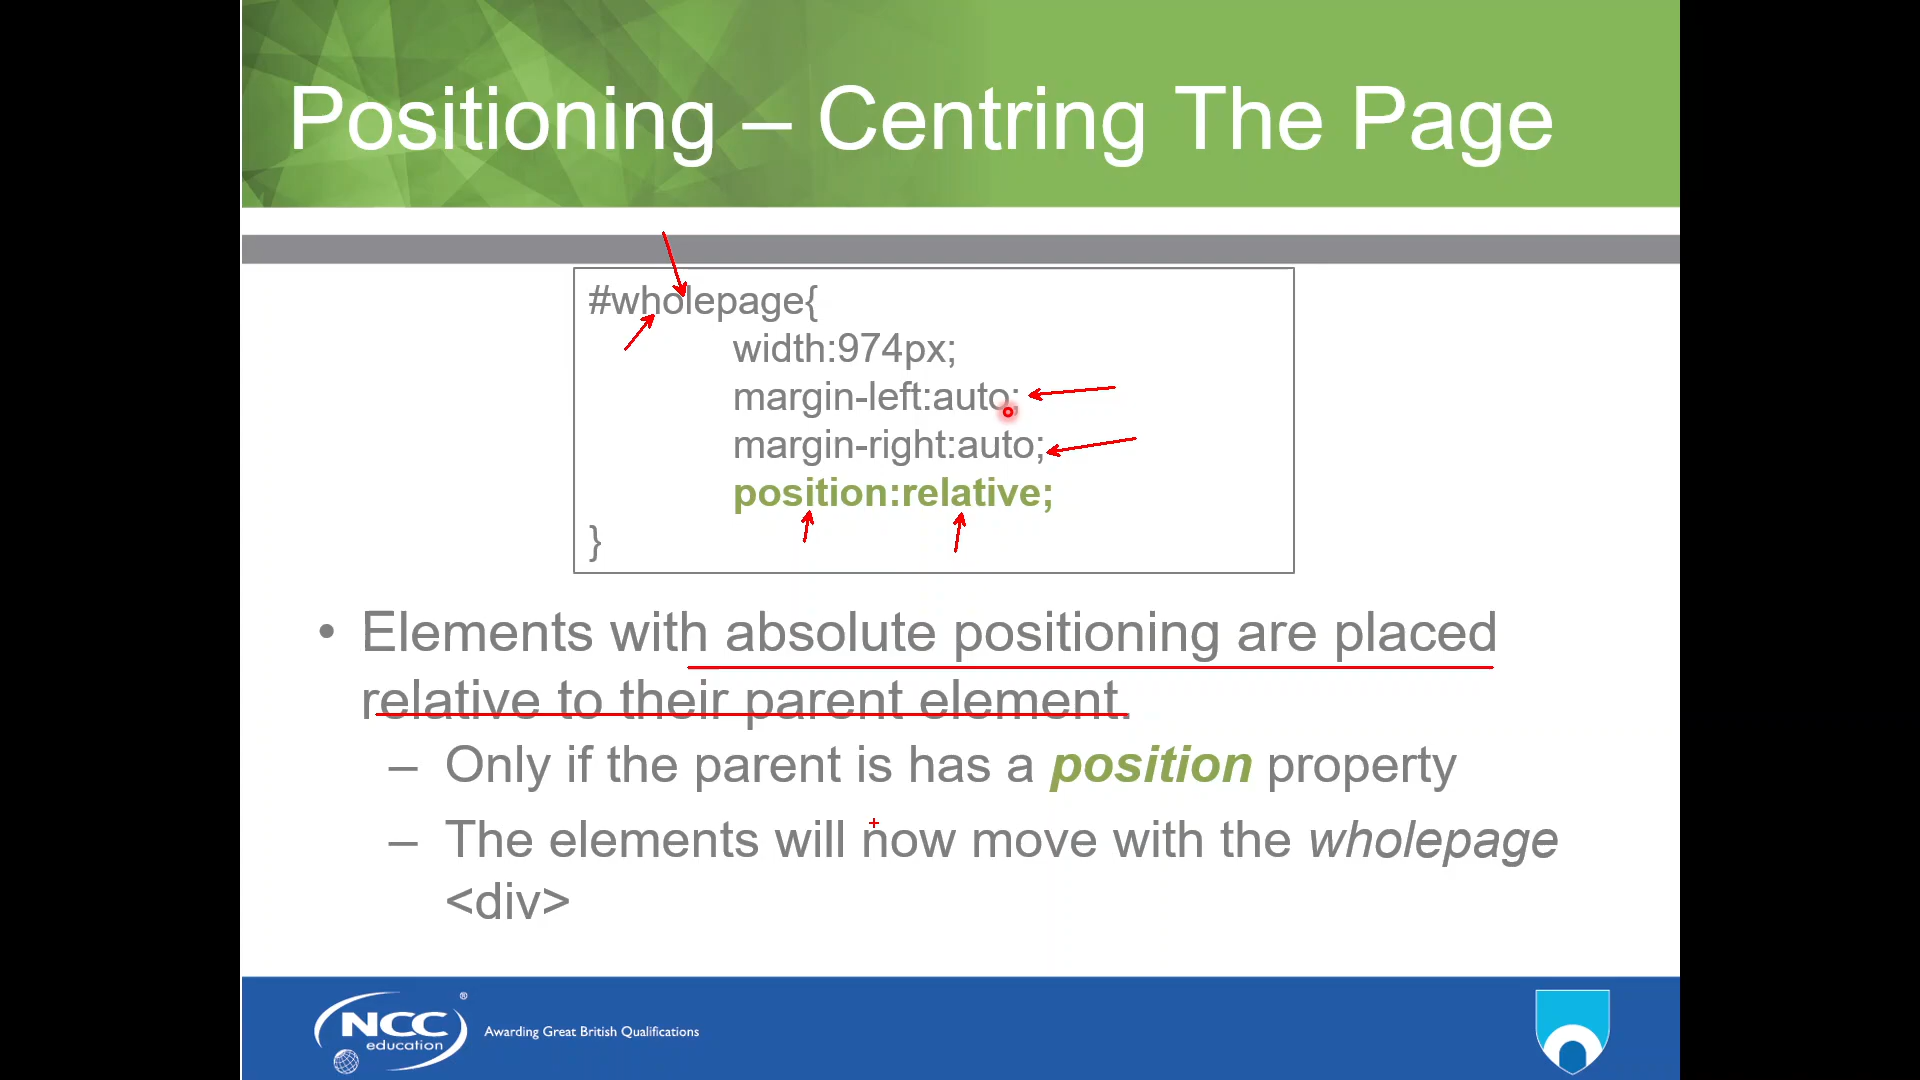 Positioning – Centring The Page
#wholepage{
width:974px;
margin-left:auto;
margin-right:auto;
position:relative;
}
• Elements with absolute positioning are placed
relative to their parent element.
– Only if the parent is has a position property
– The elements will now move with the wholepage
<div>
NCC ®
education
Awarding Great British Qualifications